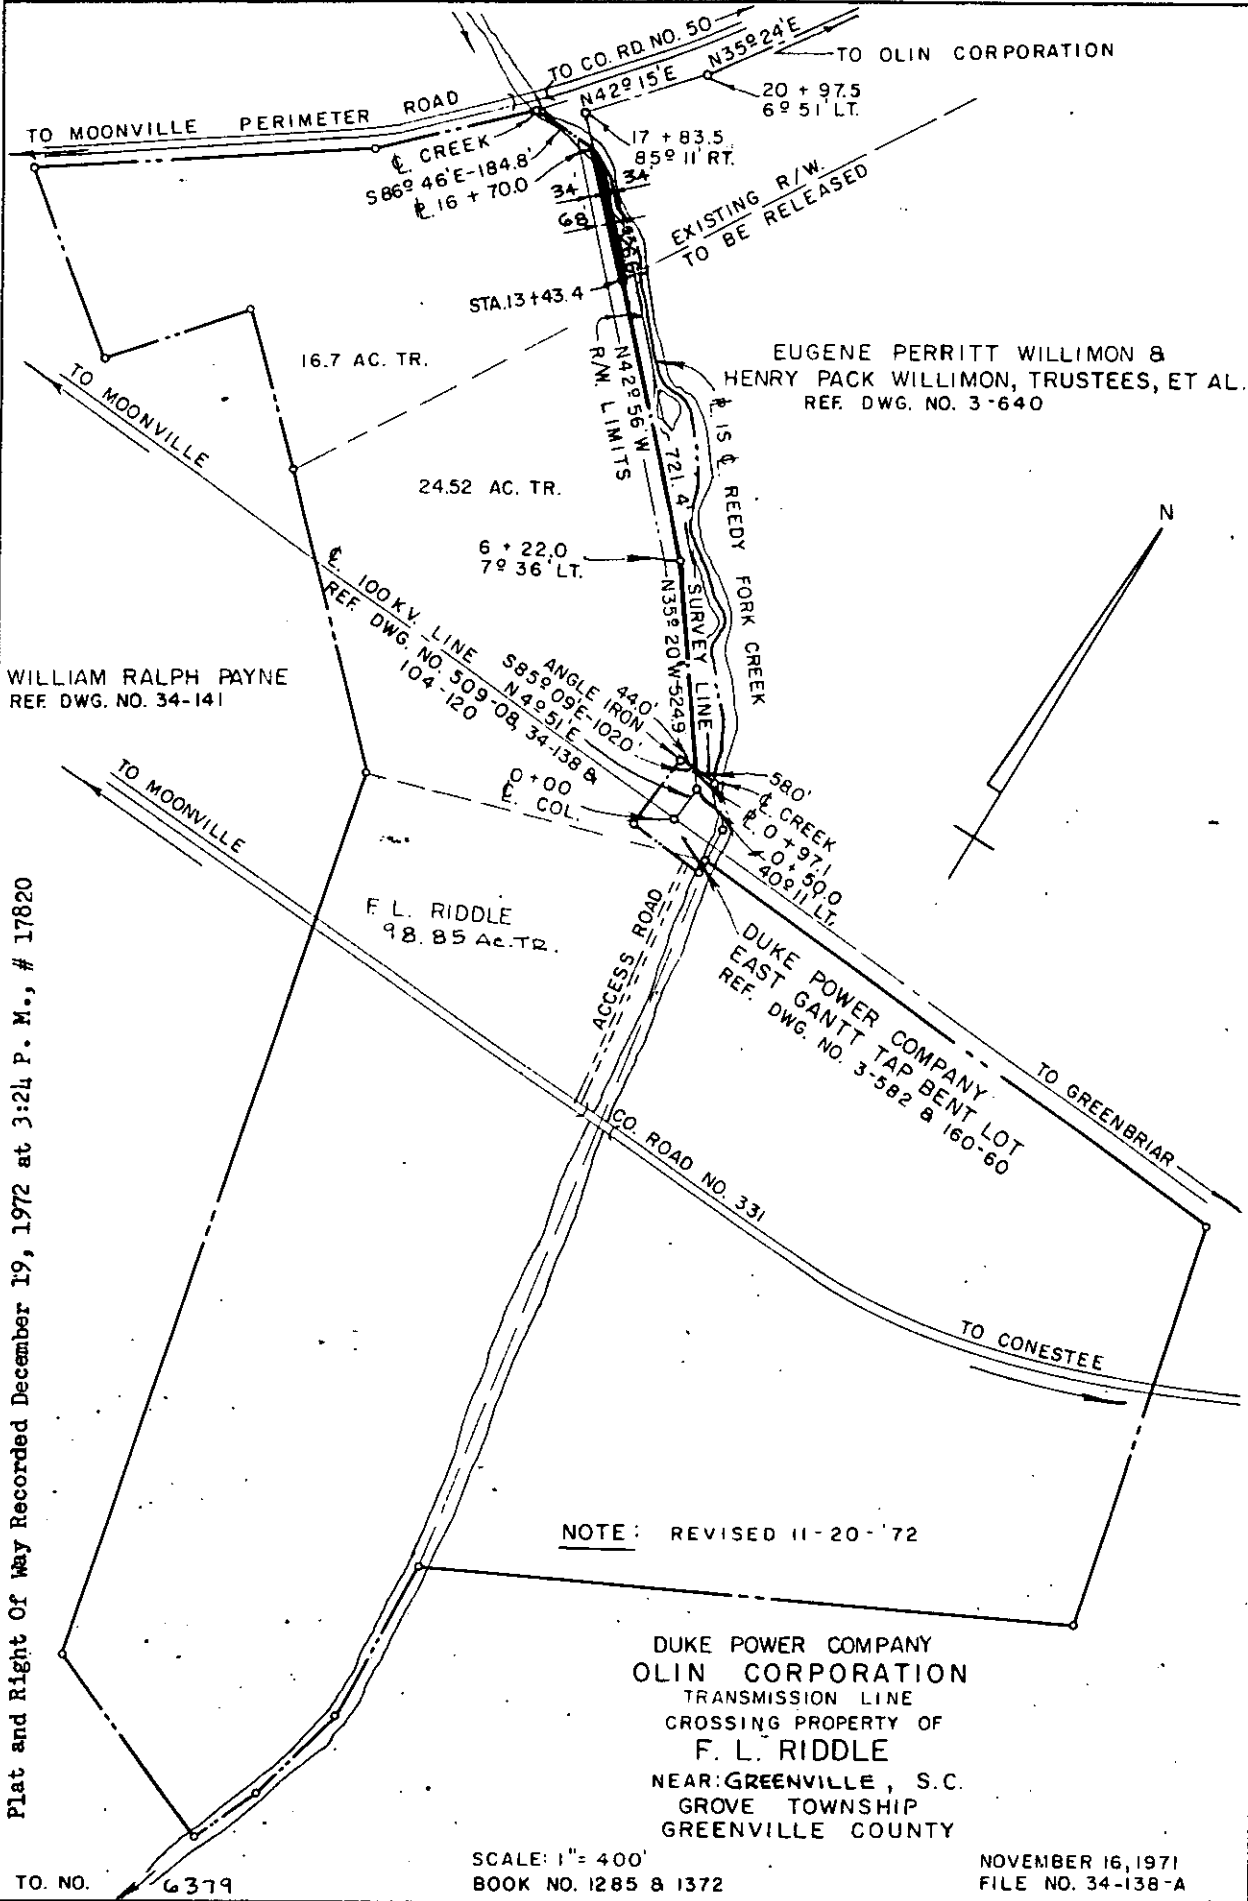 TO CO. RD. NO. 50
N35º24'E
TO OLIN CORPORATION
N42º15'E
20 + 97.5
6º 51' LT.
TO MOONVILLE PERIMETER ROAD
17 + 83.5
85º 11' RT.
℄ CREEK
S86º 46'E-184.8'
℄ 16 + 70.0
34'
34'
68'
EXISTING R/W.
TO BE RELEASED
STA. 13+43.4
16.7 AC. TR.
EUGENE PERRITT WILLIMON &
HENRY PACK WILLIMON, TRUSTEES, ET AL.
REF. DWG. NO. 3-640
TO MOONVILLE
R/W. LIMITS
N42º56'W
721.4'
℄ IS ℄ REEDY FORK CREEK
24.52 AC. TR.
N
6 + 22.0
7º 36' LT.
N35º 20'W-524.9
SURVEY LINE
℄ 100 KV. LINE
REF. DWG. NO. 509-08, 34-138 &
104-120
WILLIAM RALPH PAYNE
REF. DWG. NO. 34-141
44.0'
ANGLE IRON
S85º09'E-102.0'
N4º51'E
0+00
℄ COL.
58.0'
℄ CREEK
℄ 0+97.1
0+50.0
40º11' LT.
TO MOONVILLE
F. L. RIDDLE
98.85 Ac. TR.
ACCESS ROAD
DUKE POWER COMPANY
EAST GANTT TAP BENT LOT
REF. DWG. NO. 3-582 & 160-60
TO GREENBRIAR
CO. ROAD NO. 331
TO CONESTEE
Plat and Right Of Way Recorded December 19, 1972 at 3:24 P. M., # 17820
NOTE: REVISED 11-20-'72
DUKE POWER COMPANY
OLIN CORPORATION
TRANSMISSION LINE
CROSSING PROPERTY OF
F. L. RIDDLE
NEAR: GREENVILLE, S.C.
GROVE TOWNSHIP
GREENVILLE COUNTY
TO. NO. 6379
SCALE: 1"= 400'
BOOK NO. 1285 & 1372
NOVEMBER 16, 1971
FILE NO. 34-138-A